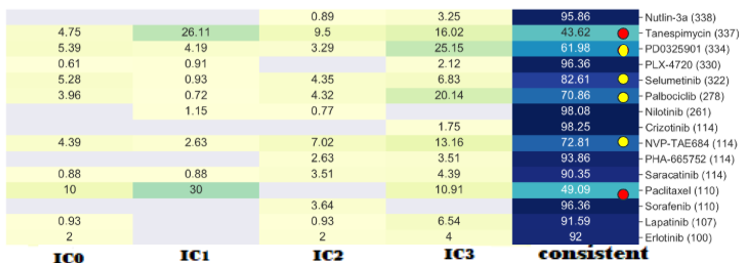 0.89 3.25 95.86 Nutlin-3a (338)
4.75 26.11 9.5 16.02 43.62 Tanespimycin (337)
5.39 4.19 3.29 25.15 61.98 PD0325901 (334)
0.61 0.91 2.12 96.36 PLX-4720 (330)
5.28 0.93 4.35 6.83 82.61 Selumetinib (322)
3.96 0.72 4.32 20.14 70.86 Palbociclib (278)
1.15 0.77 98.08 Nilotinib (261)
1.75 98.25 Crizotinib (114)
4.39 2.63 7.02 13.16 72.81 NVP-TAE684 (114)
2.63 3.51 93.86 PHA-665752 (114)
0.88 0.88 3.51 4.39 90.35 Saracatinib (114)
10 30 10.91 49.09 Paclitaxel (110)
3.64 96.36 Sorafenib (110)
0.93 0.93 6.54 91.59 Lapatinib (107)
2 2 4 92 Erlotinib (100)
IC0 IC1 IC2 IC3 consistent